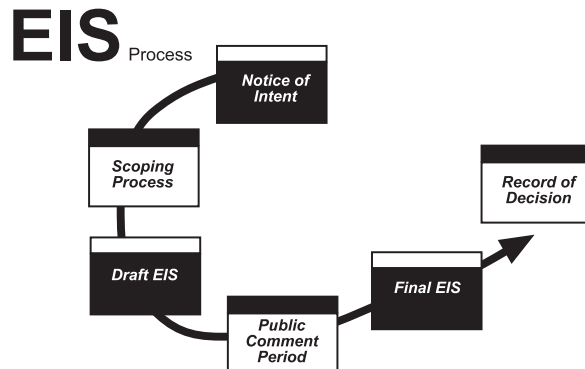 EIS Process
Notice of
Intent
Scoping
Process
Draft EIS
Public
Comment
Period
Final EIS
Record of
Decision